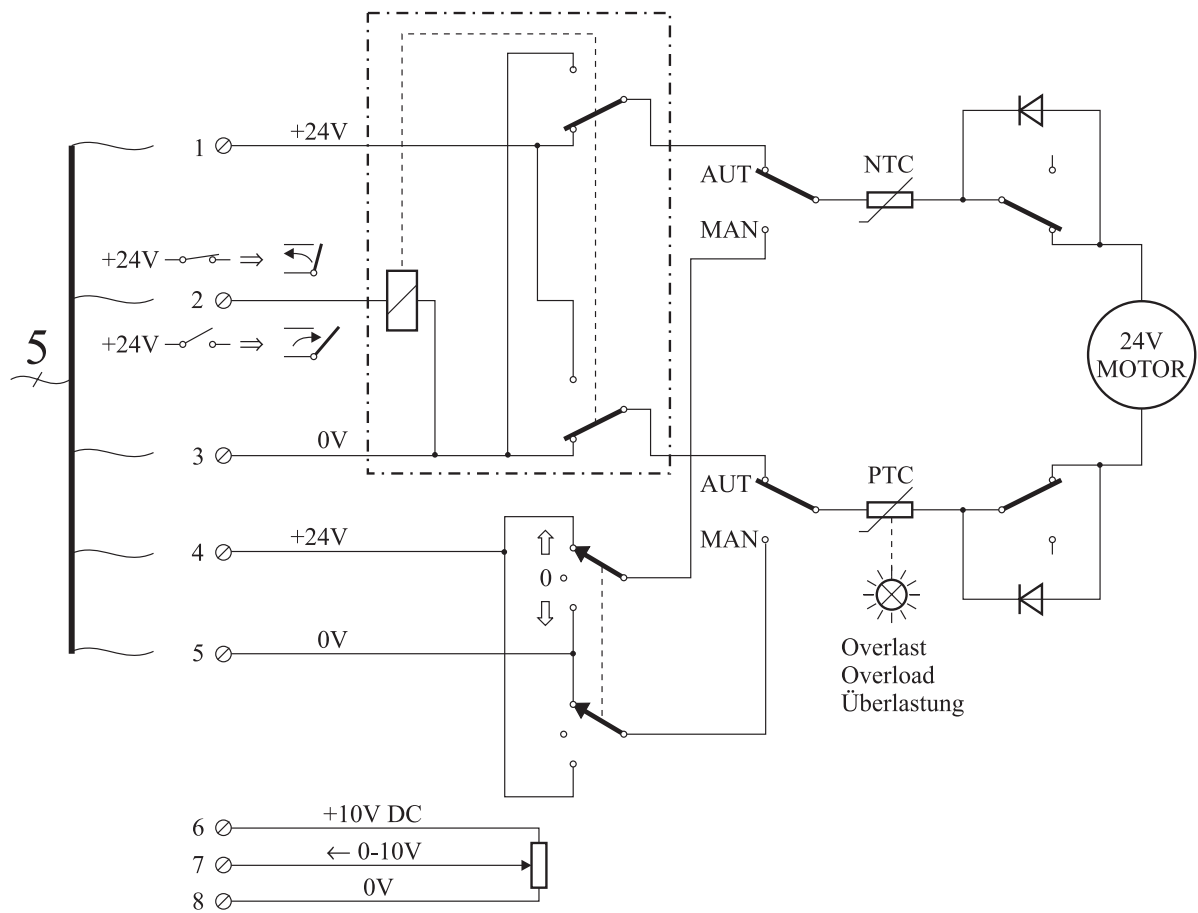 1 +24V
AUT
NTC
MAN
+24V ⇒
2
+24V ⇒
5
24V
MOTOR
3 0V
AUT
PTC
MAN
4 +24V
0
5 0V
Overlast
Overload
Überlastung
6 +10V DC
7 ← 0-10V
8 0V